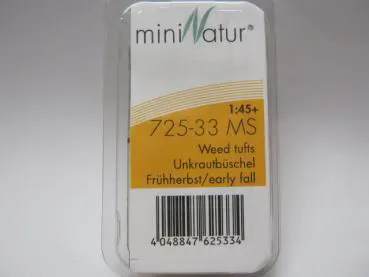 miniNatur®
1:45+
725-33 MS
Weed tufts
Unkrautbüschel
Frühherbst/early fall
4 048847 625334